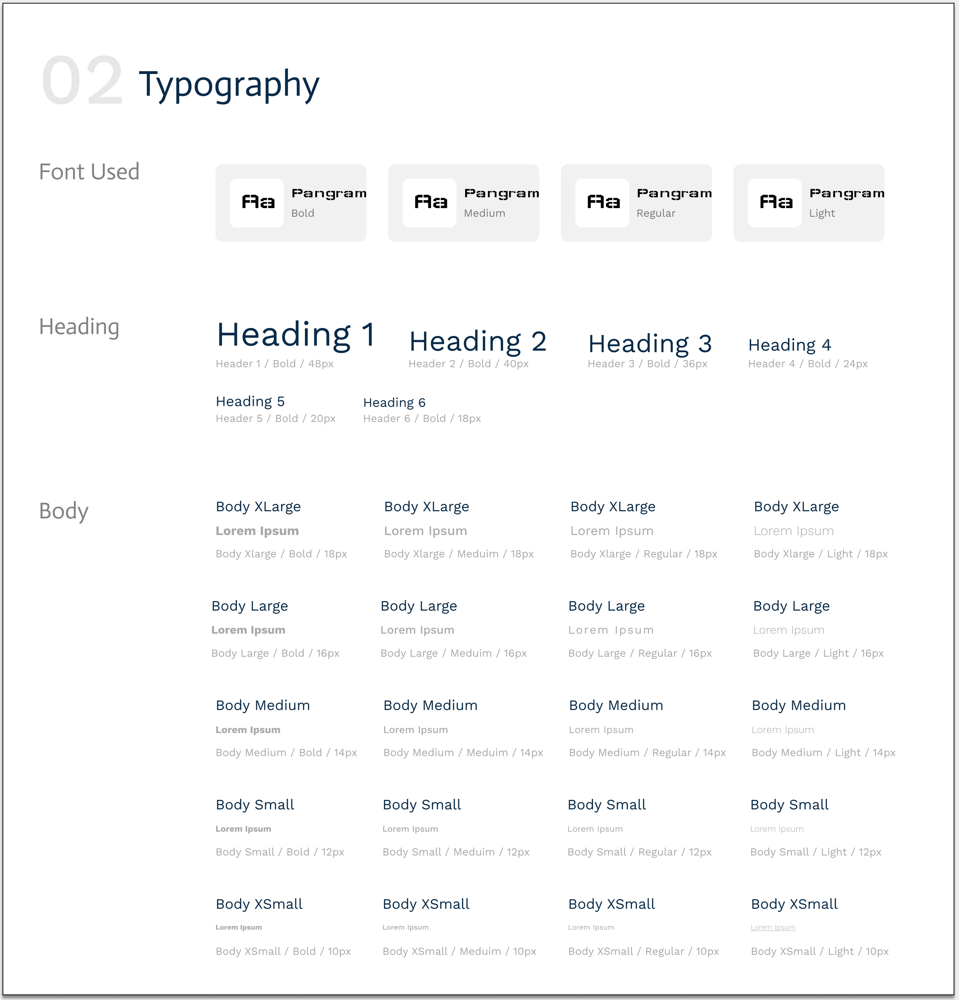 02 Typography
Font Used
Aa Pangram
Bold
Aa Pangram
Medium
Aa Pangram
Regular
Aa Pangram
Light
Heading
Heading 1
Header 1 / Bold / 48px
Heading 2
Header 2 / Bold / 40px
Heading 3
Header 3 / Bold / 36px
Heading 4
Header 4 / Bold / 24px
Heading 5
Header 5 / Bold / 20px
Heading 6
Header 6 / Bold / 18px
Body
Body XLarge
Lorem Ipsum
Body Xlarge / Bold / 18px
Body XLarge
Lorem Ipsum
Body Xlarge / Meduim / 18px
Body XLarge
Lorem Ipsum
Body Xlarge / Regular / 18px
Body XLarge
Lorem Ipsum
Body Xlarge / Light / 18px
Body Large
Lorem Ipsum
Body Large / Bold / 16px
Body Large
Lorem Ipsum
Body Large / Meduim / 16px
Body Large
Lorem Ipsum
Body Large / Regular / 16px
Body Large
Lorem Ipsum
Body Large / Light / 16px
Body Medium
Lorem Ipsum
Body Medium / Bold / 14px
Body Medium
Lorem Ipsum
Body Medium / Meduim / 14px
Body Medium
Lorem Ipsum
Body Medium / Regular / 14px
Body Medium
Lorem Ipsum
Body Medium / Light / 14px
Body Small
Lorem Ipsum
Body Small / Bold / 12px
Body Small
Lorem Ipsum
Body Small / Meduim / 12px
Body Small
Lorem Ipsum
Body Small / Regular / 12px
Body Small
Lorem Ipsum
Body Small / Light / 12px
Body XSmall
Lorem Ipsum
Body XSmall / Bold / 10px
Body XSmall
Lorem Ipsum
Body XSmall / Meduim / 10px
Body XSmall
Lorem Ipsum
Body XSmall / Regular / 10px
Body XSmall
Lorem Ipsum
Body XSmall / Light / 10px